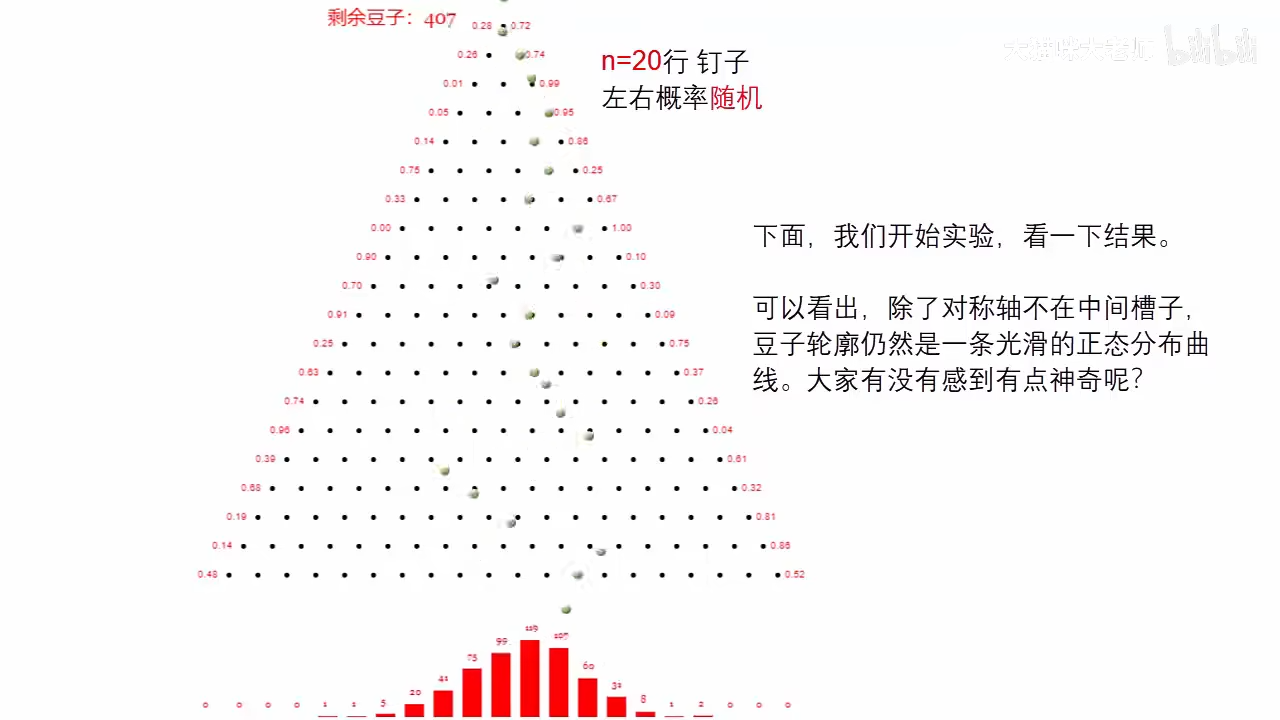 剩余豆子：407
0.28 0.72
0.26 0.74
n=20行 钉子
0.01 0.99
左右概率随机
0.05 0.95
0.14 0.86
0.75 0.25
0.33 0.67
0.00 1.00
下面，我们开始实验，看一下结果。
0.90 0.10
0.70 0.30
可以看出，除了对称轴不在中间槽子，
0.91 0.09
豆子轮廓仍然是一条光滑的正态分布曲
0.25 0.75
线。大家有没有感到有点神奇呢？
0.63 0.37
0.74 0.26
0.96 0.04
0.39 0.61
0.68 0.32
0.19 0.81
0.14 0.86
0.48 0.52
0 0 0 0 1 1 5 20 41 75 99 119 107 60 31 8 1 2 0 0 0
bilibili